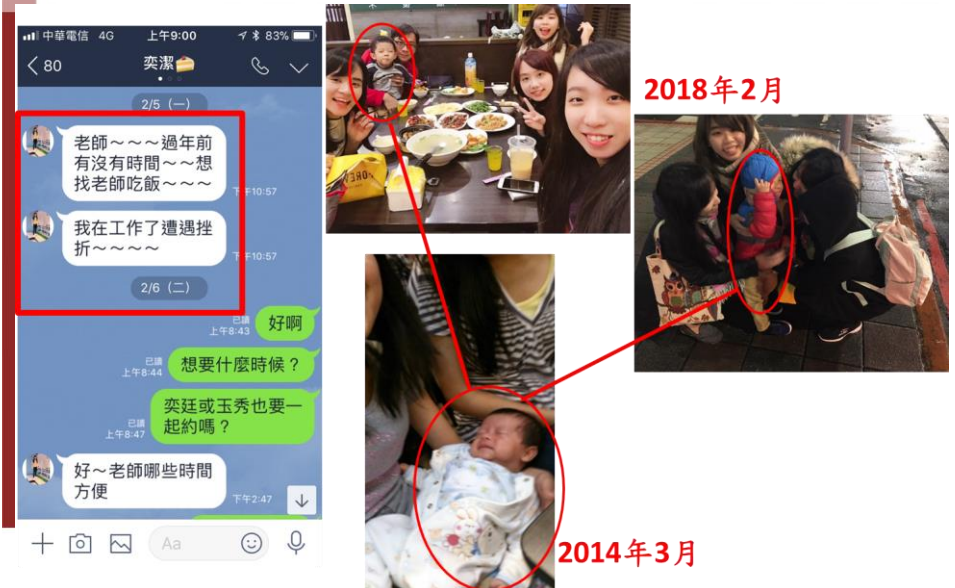 中華電信 4G 上午9:00 83%
80 奕潔🍰
2/5 (一)
老師～～～過年前
有沒有時間～～想
找老師吃飯～～～
下午10:57
我在工作了遭遇挫
折～～～～
下午10:57
2/6 (二)
好啊
已讀
上午8:43
想要什麼時候？
已讀
上午8:44
奕廷或玉秀也要一
起約嗎？
已讀
上午8:47
好～老師哪些時間
方便
下午2:47
Aa
2018年2月
2014年3月